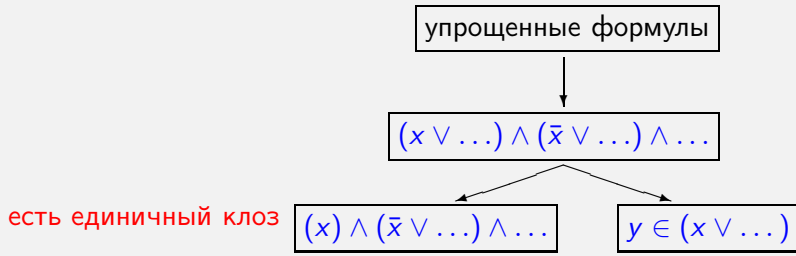 упрощенные формулы
(x ∨ ...) ∧ (x̄ ∨ ...) ∧ ...
есть единичный клоз (x) ∧ (x̄ ∨ ...) ∧ ... y ∈ (x ∨ ...)